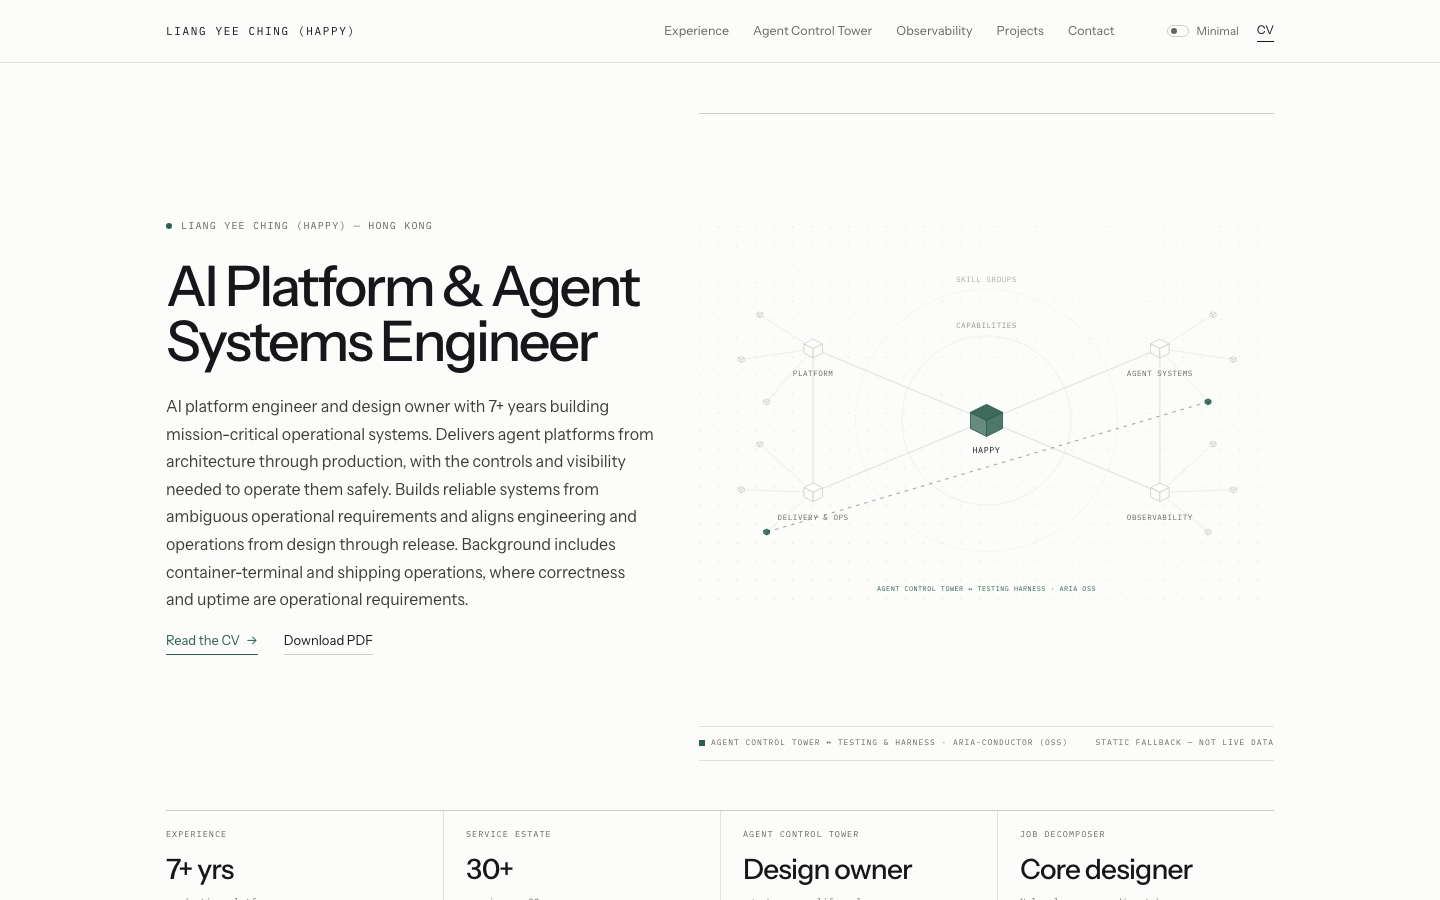 LIANG YEE CHING (HAPPY)
Experience
Agent Control Tower
Observability
Projects
Contact
Minimal
CV
LIANG YEE CHING (HAPPY) — HONG KONG
AI Platform & Agent
Systems Engineer
AI platform engineer and design owner with 7+ years building
mission-critical operational systems. Delivers agent platforms from
architecture through production, with the controls and visibility
needed to operate them safely. Builds reliable systems from
ambiguous operational requirements and aligns engineering and
operations from design through release. Background includes
container-terminal and shipping operations, where correctness
and uptime are operational requirements.
Read the CV →
Download PDF
SKILL GROUPS
CAPABILITIES
PLATFORM
AGENT SYSTEMS
HAPPY
DELIVERY & OPS
OBSERVABILITY
AGENT CONTROL TOWER ↔ TESTING HARNESS · ARIA OSS
AGENT CONTROL TOWER ↔ TESTING & HARNESS · ARIA-CONDUCTOR (OSS)
STATIC FALLBACK — NOT LIVE DATA
EXPERIENCE
7+ yrs
SERVICE ESTATE
30+
AGENT CONTROL TOWER
Design owner
JOB DECOMPOSER
Core designer